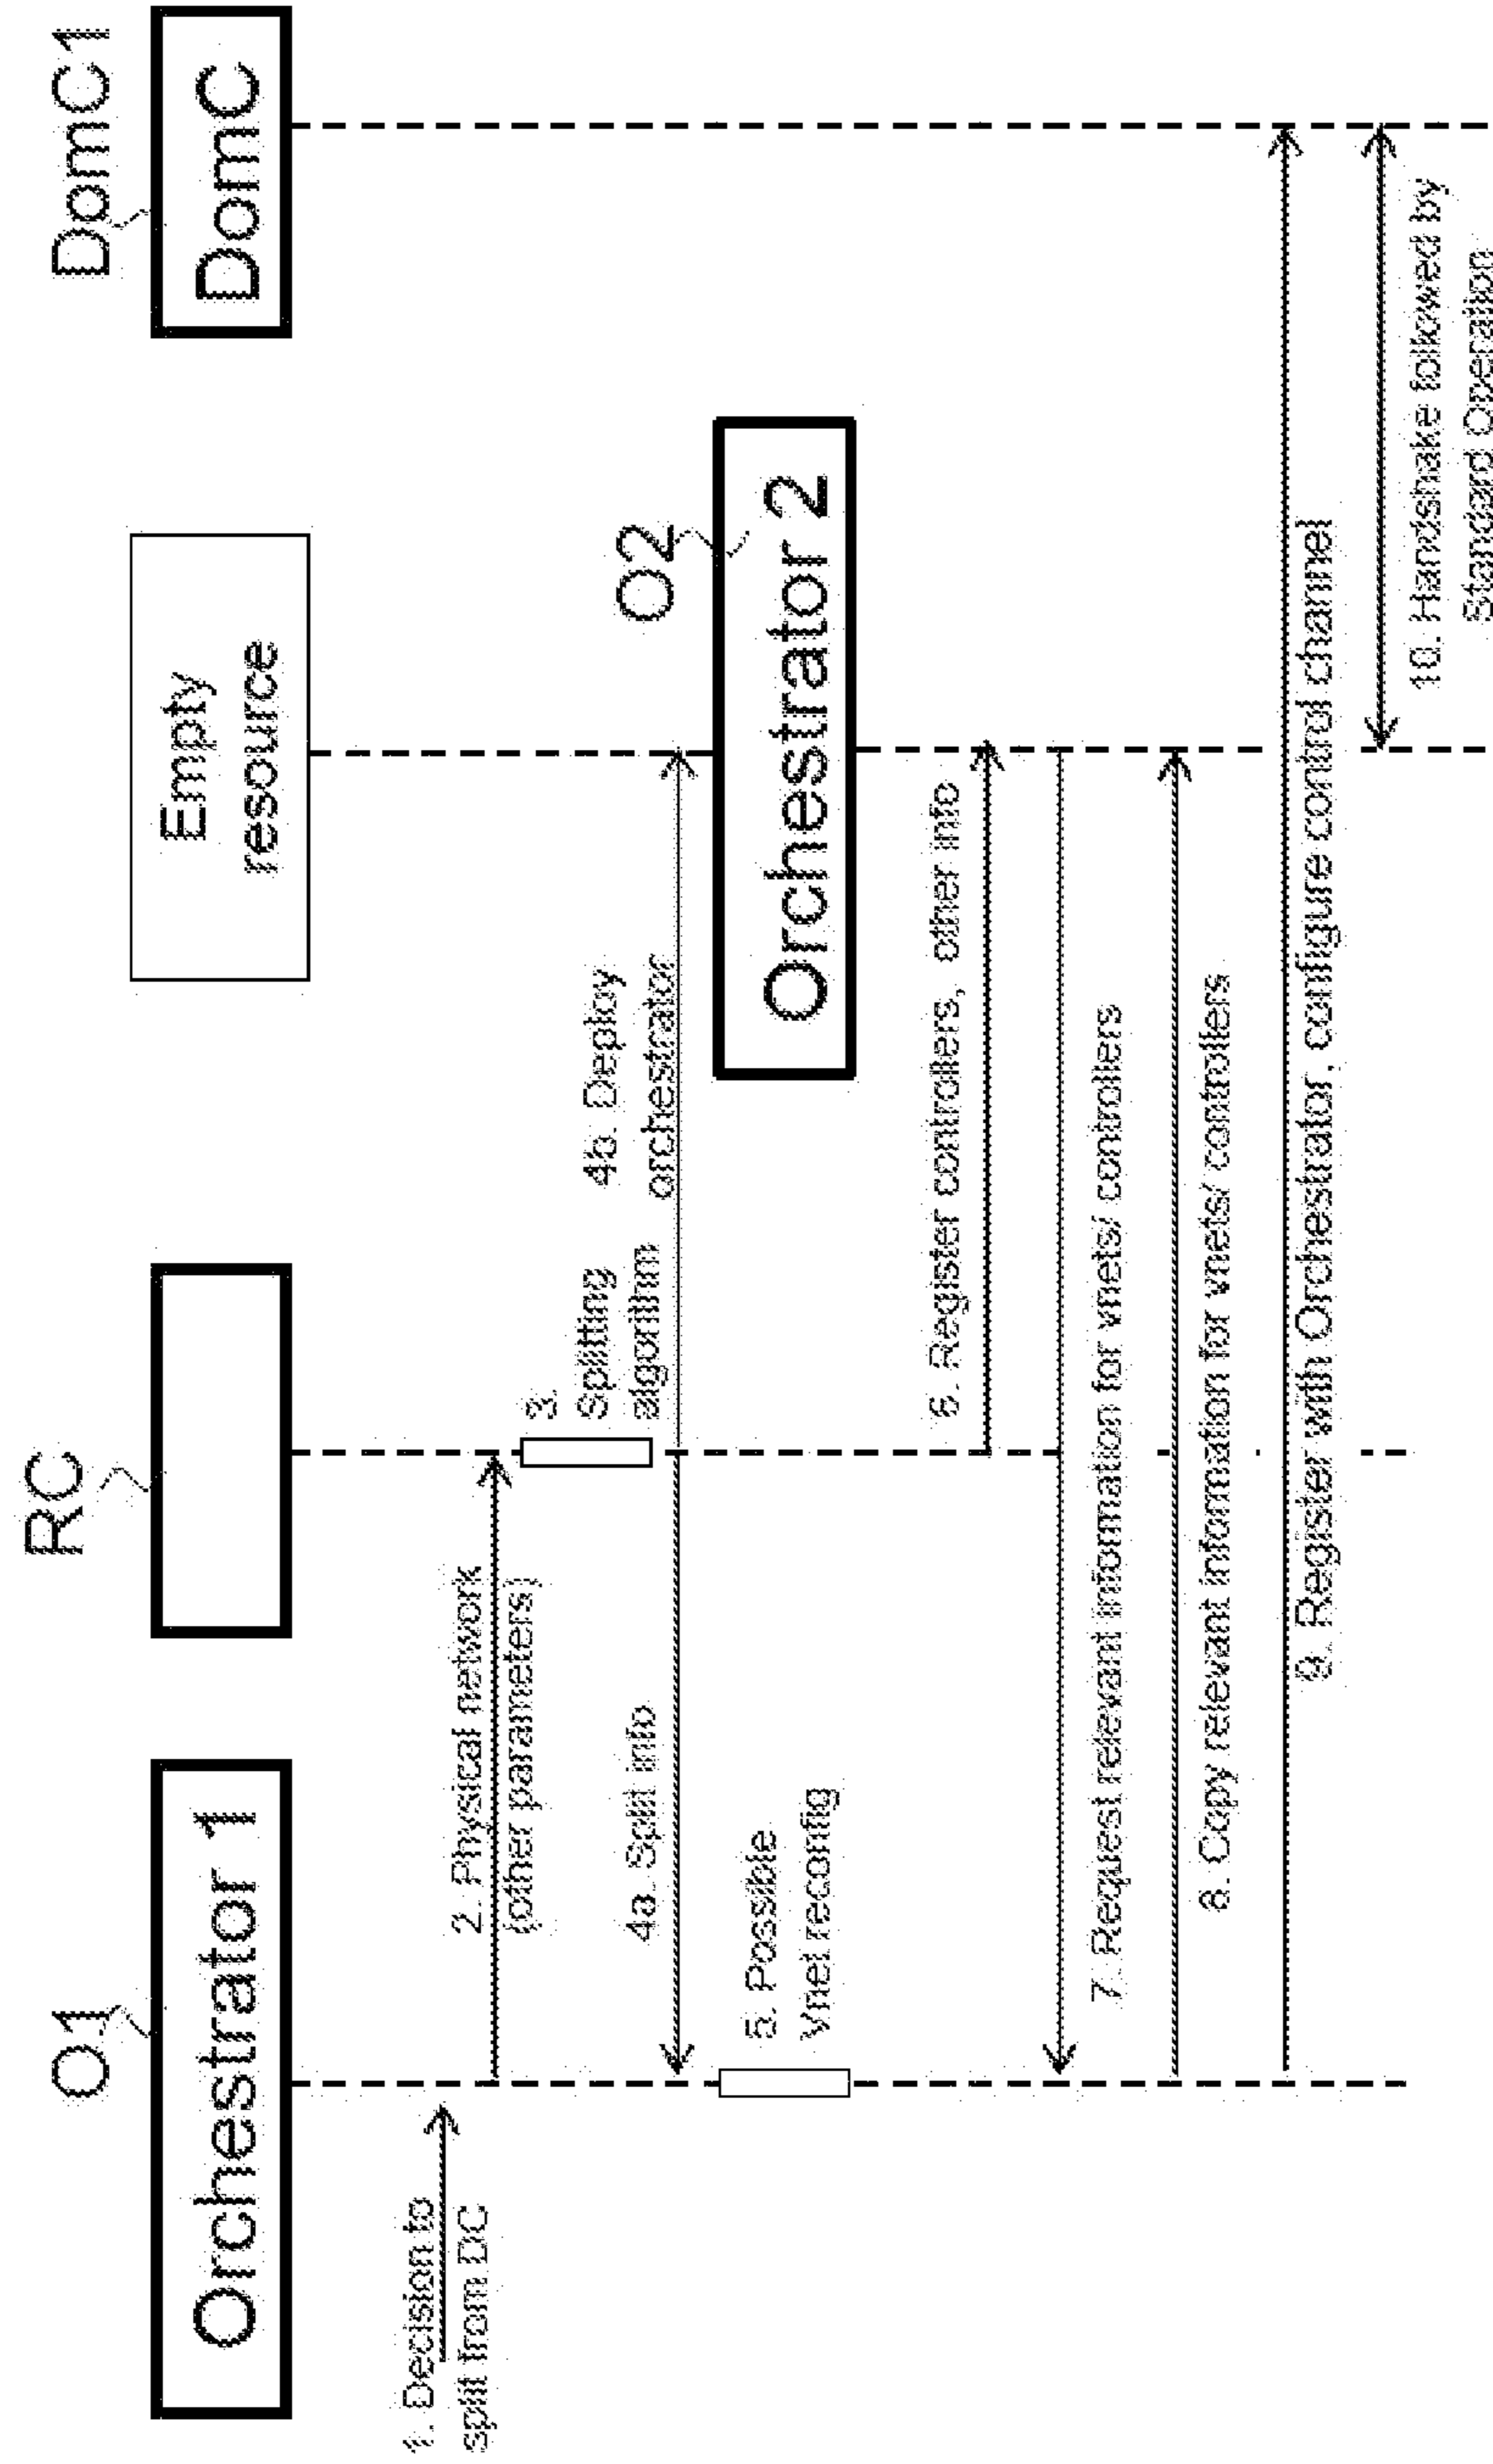 O1
RC
DomC1
Orchestrator 1
Empty
resource
DomC
1. Decision to
split from DC
2. Physical network
(other parameters)
3.
Splitting
algorithm
4a. Split info
4b. Deploy
orchestrator
O2
Orchestrator 2
5. Possible
Vnet reconfig
6. Register controllers, other info
7. Request relevant information for vnets/ controllers
8. Copy relevant information for vnets/ controllers
9. Register with Orchestrator, configure control channel
10. Handshake followed by
Standard Operation